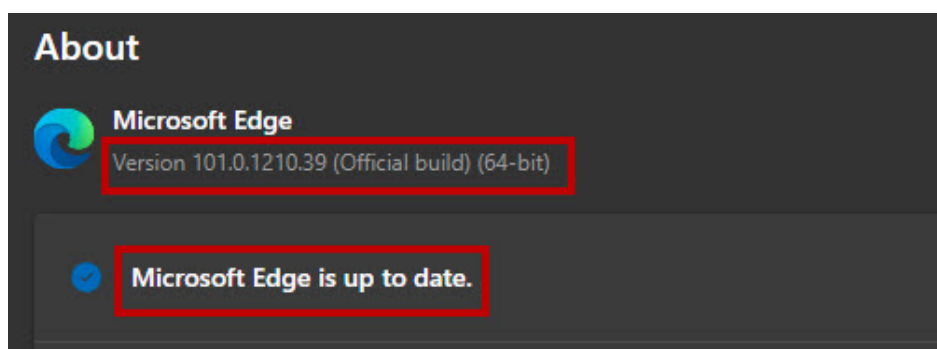 About
Microsoft Edge
Version 101.0.1210.39 (Official build) (64-bit)
Microsoft Edge is up to date.